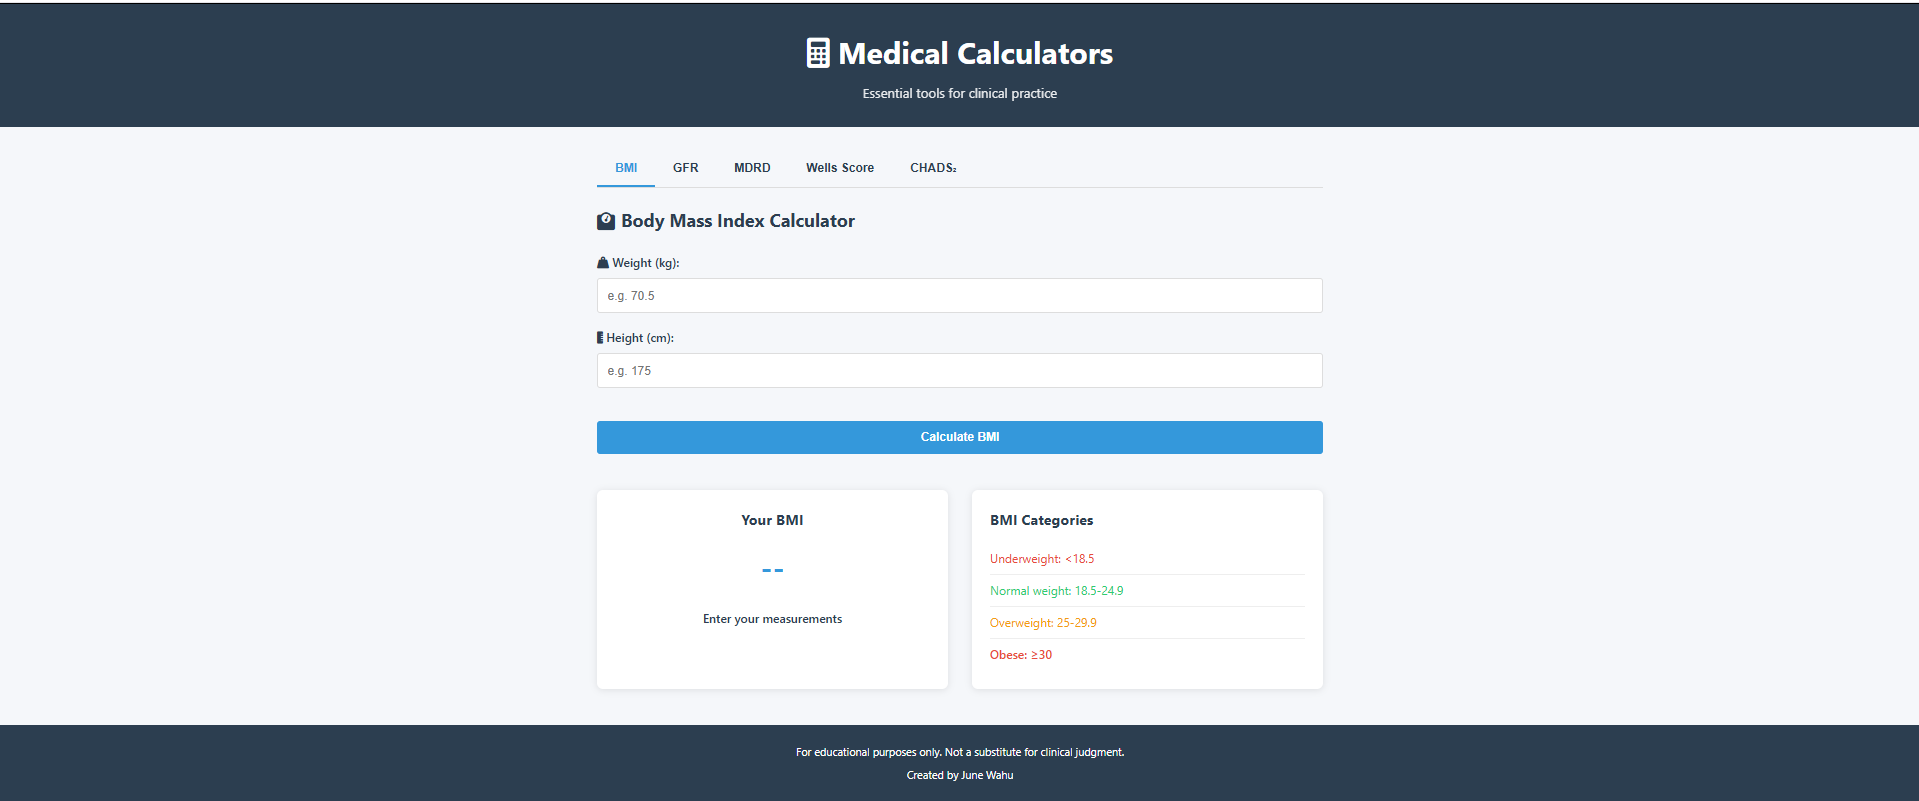 Medical Calculators
Essential tools for clinical practice
BMI GFR MDRD Wells Score CHADS₂
Body Mass Index Calculator
Weight (kg):
e.g. 70.5
Height (cm):
e.g. 175
Calculate BMI
Your BMI
--
Enter your measurements
BMI Categories
Underweight: <18.5
Normal weight: 18.5-24.9
Overweight: 25-29.9
Obese: ≥30
For educational purposes only. Not a substitute for clinical judgment.
Created by June Wahu